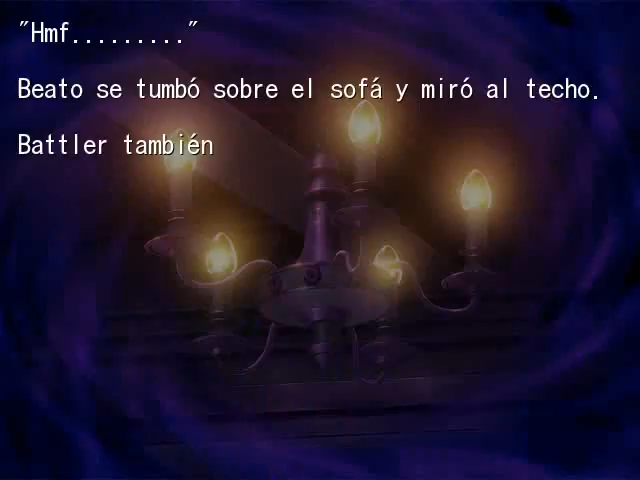 "Hmf........."
Beato se tumbó sobre el sofá y miró al techo.
Battler también